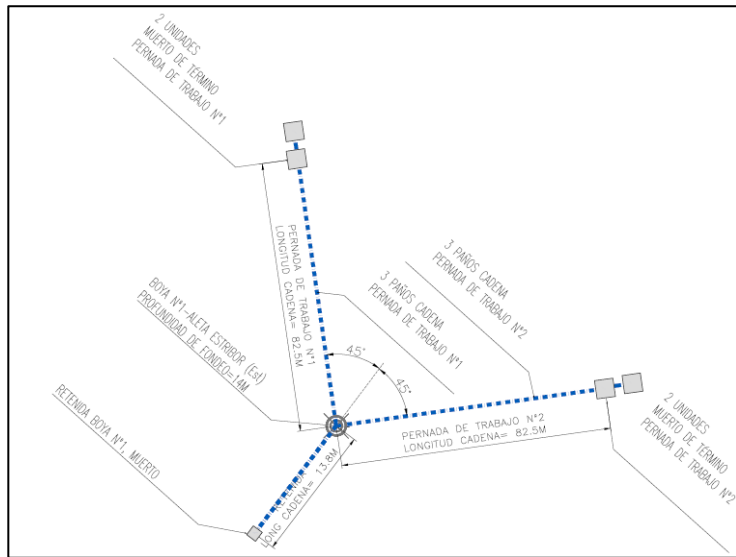 2 UNIDADES
MUERTO DE TÉRMINO
PERNADA DE TRABAJO N°1
PERNADA DE TRABAJO N°1
LONGITUD CADENA= 82.5M
3 PAÑOS CADENA
PERNADA DE TRABAJO N°2
3 PAÑOS CADENA
PERNADA DE TRABAJO N°1
BOYA N°1-ALETA ESTRIBOR (Est)
PROFUNDIDAD DE FONDEO=14M
45°
45°
RETENIDA BOYA N°1, MUERTO
PERNADA DE TRABAJO N°2
LONGITUD CADENA= 82.5M
RETENIDA
LONG CADENA= 13.8M
2 UNIDADES
MUERTO DE TÉRMINO
PERNADA DE TRABAJO N°2